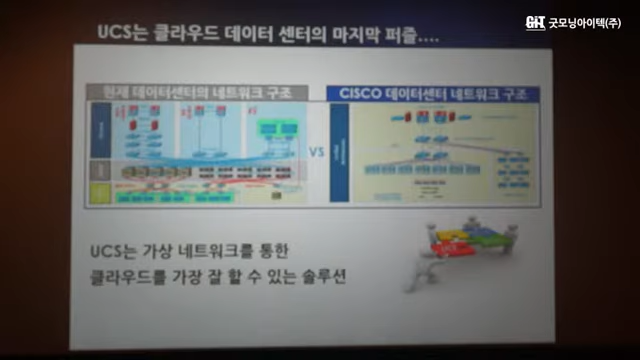 UCS는 클라우드 데이터 센터의 마지막 퍼즐....
GIT 굿모닝아이텍(주)
현재 데이터센터의 네트워크 구조
CISCO 데이터센터 네트워크 구조
VS
UCS는 가상 네트워크를 통한
클라우드를 가장 잘 할 수 있는 솔루션
UCS